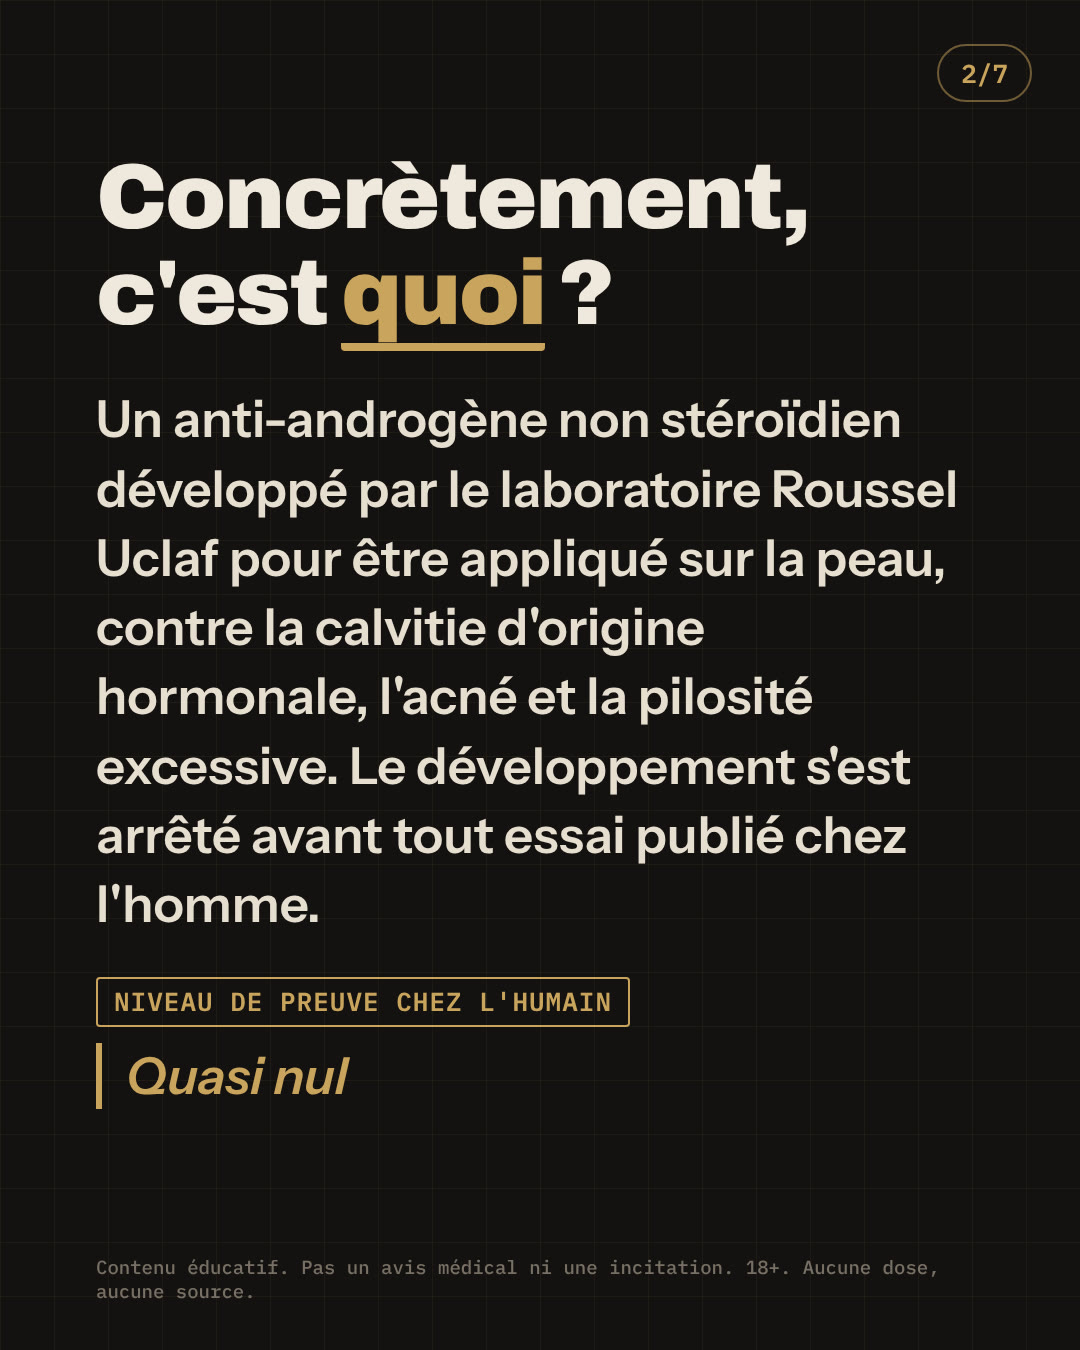 2/7
Concrètement,
c'est quoi ?
Un anti-androgène non stéroïdien
développé par le laboratoire Roussel
Uclaf pour être appliqué sur la peau,
contre la calvitie d'origine
hormonale, l'acné et la pilosité
excessive. Le développement s'est
arrêté avant tout essai publié chez
l'homme.
NIVEAU DE PREUVE CHEZ L'HUMAIN
Quasi nul
Contenu éducatif. Pas un avis médical ni une incitation. 18+. Aucune dose,
aucune source.